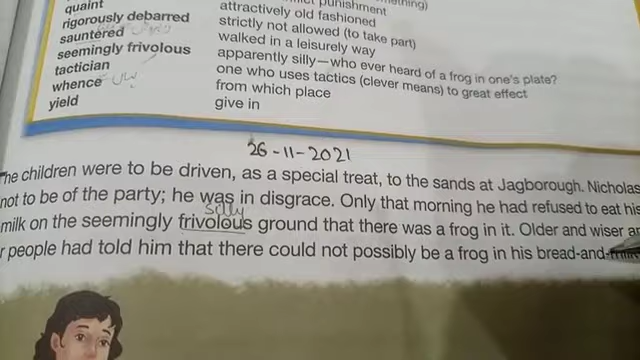 punishment
quaint attractively old fashioned
rigorously debarred strictly not allowed (to take part)
sauntered walked in a leisurely way
seemingly frivolous apparently silly—who ever heard of a frog in one's plate?
tactician one who uses tactics (clever means) to great effect
whence from which place
yield give in
26-11-2021
The children were to be driven, as a special treat, to the sands at Jagborough. Nicholas
not to be of the party; he was in disgrace. Only that morning he had refused to eat his
silly
milk on the seemingly frivolous ground that there was a frog in it. Older and wiser an
r people had told him that there could not possibly be a frog in his bread-and-milk